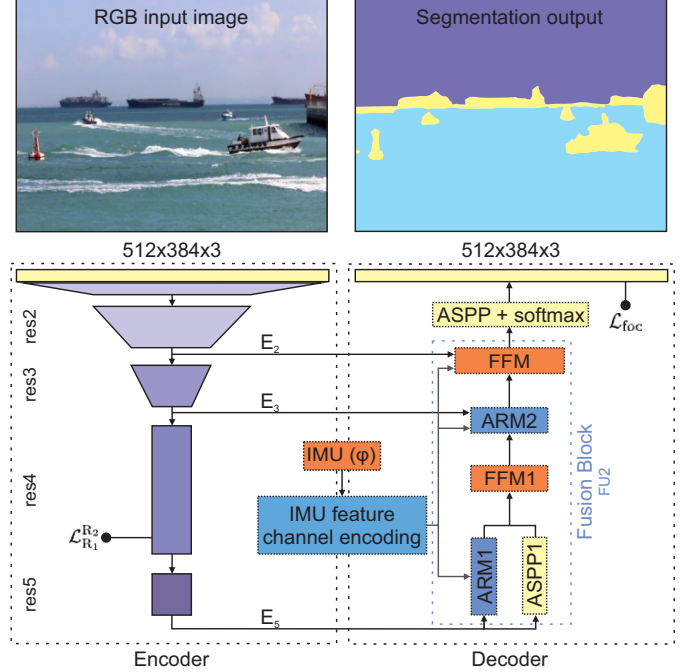 RGB input image
Segmentation output
512x384x3
512x384x3
res2
ASPP + softmax
ℒfoc
E2
FFM
res3
E3
ARM2
IMU (φ)
FFM1
Fusion Block
FU2
res4
IMU feature
channel encoding
ℒR1R2
ARM1
ASPP1
res5
E5
Encoder
Decoder